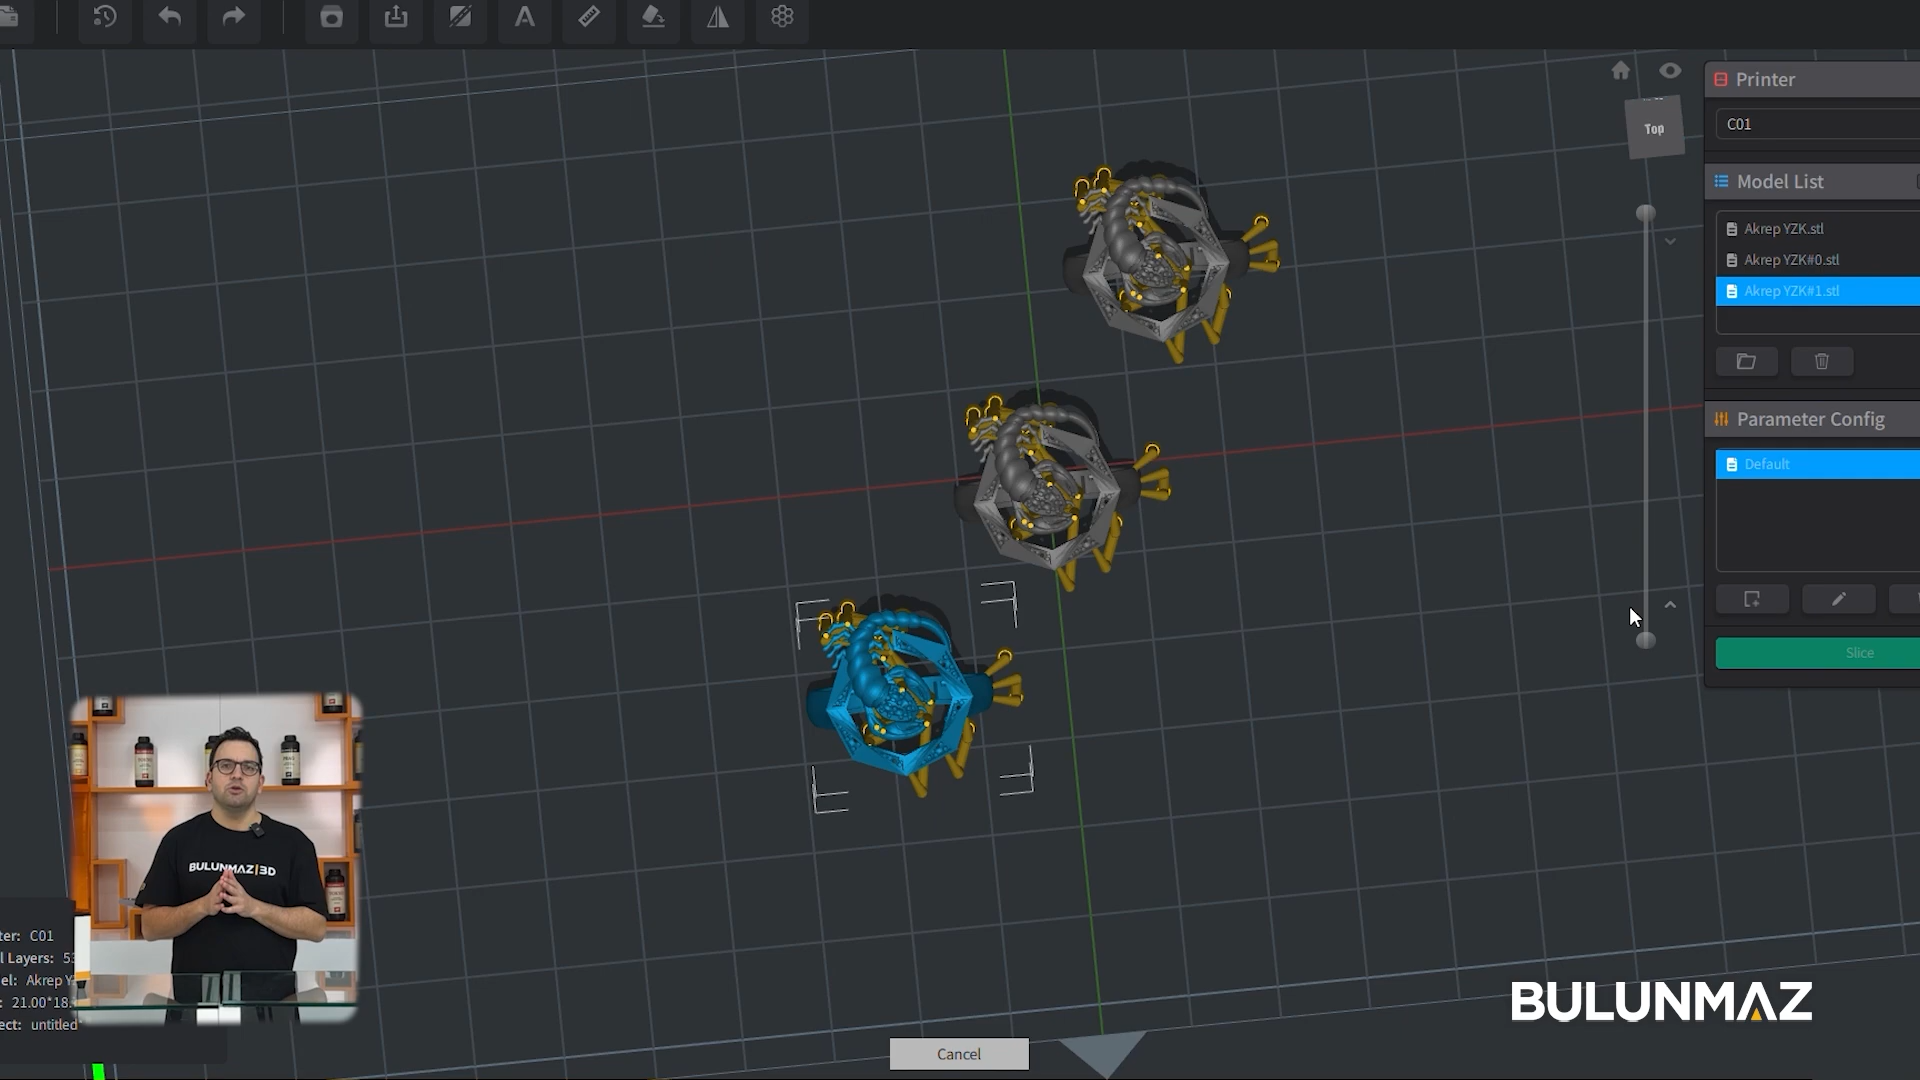 Printer
C01
Top
Model List
Akrep YZK.stl
Akrep YZK#0.stl
Akrep YZK#1.stl
Parameter Config
Default
Slice
BULUNMAZ|3D
ter: C01
l Layers: 53
el: Akrep Y
: 21.00*18.
ect: untitled
BULUNMAZ
Cancel